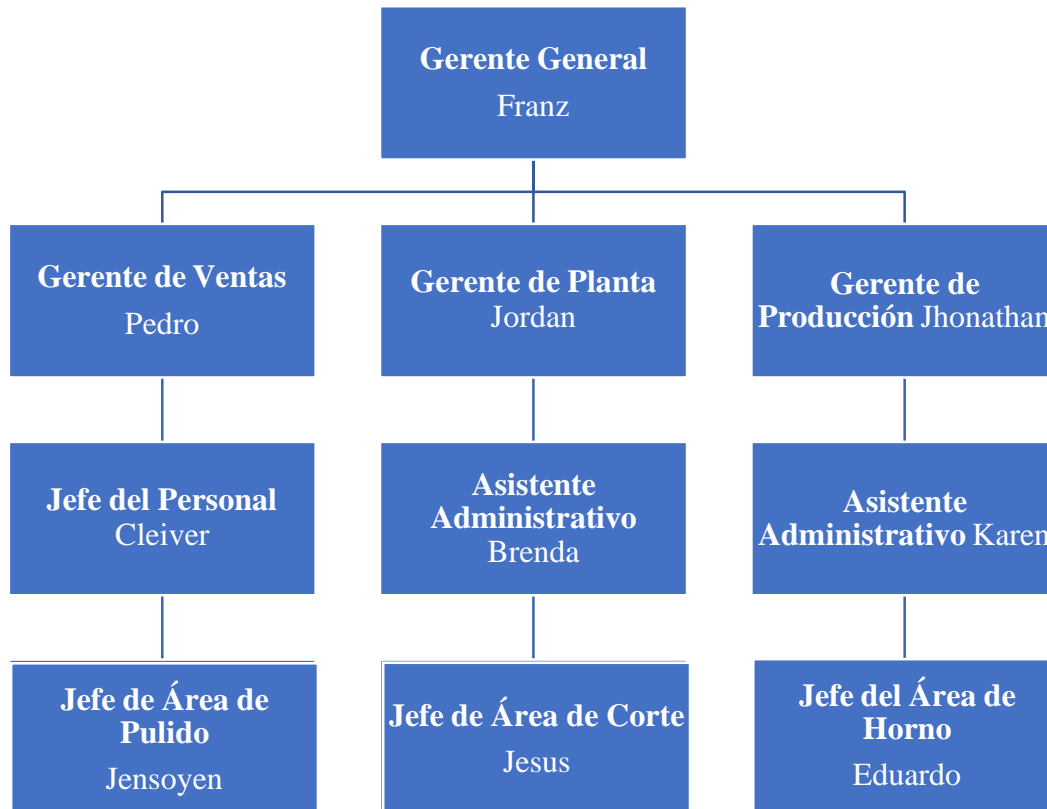 Gerente General
Franz
Gerente de Ventas
Pedro
Gerente de Planta
Jordan
Gerente de
Producción Jhonathan
Jefe del Personal
Cleiver
Asistente
Administrativo
Brenda
Asistente
Administrativo Karen
Jefe de Área de
Pulido
Jensoyen
Jefe de Área de Corte
Jesus
Jefe del Área de
Horno
Eduardo